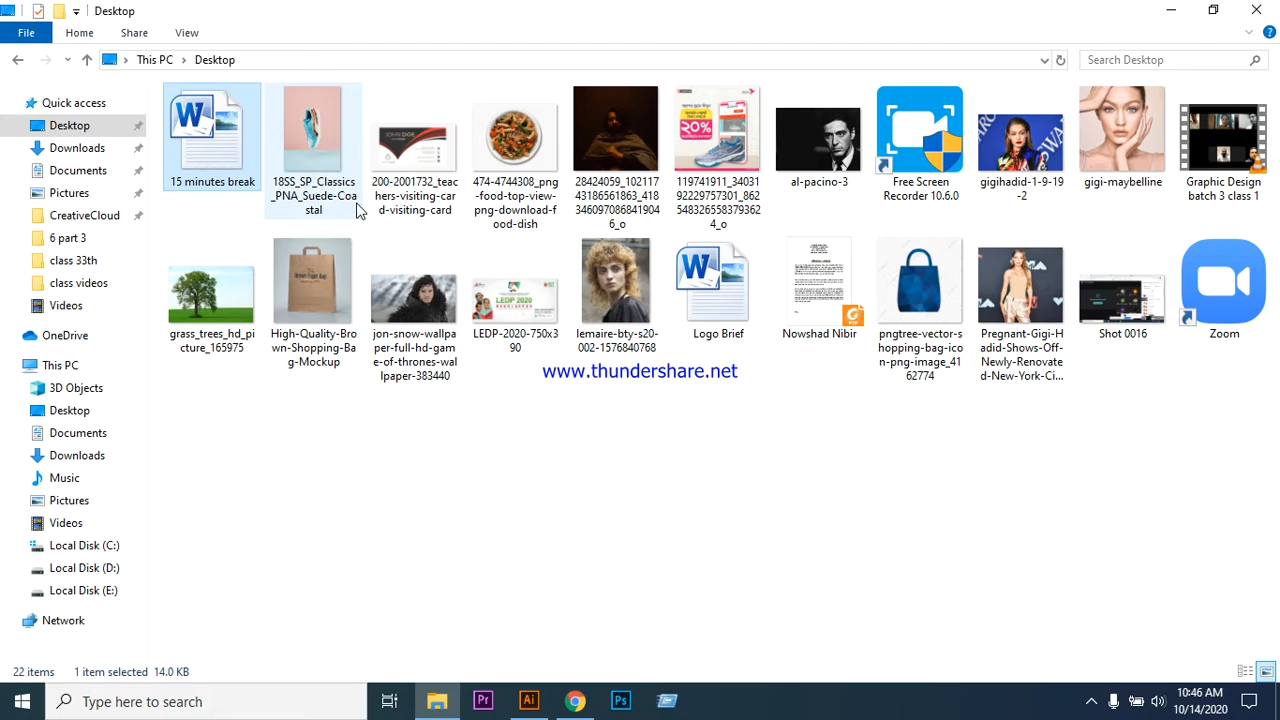 Desktop
File
Home
Share
View
This PC
Desktop
Search Desktop
Quick access
Desktop
Downloads
Documents
Pictures
CreativeCloud
6 part 3
class 33th
class videos
Videos
OneDrive
This PC
3D Objects
Desktop
Documents
Downloads
Music
Pictures
Videos
Local Disk (C:)
Local Disk (D:)
Local Disk (E:)
Network
15 minutes break
18SS_SP_Classics
_PNA_Suede-Coa
stal
200-2001732_teac
hers-visiting-car
d-visiting-card
474-4744308_png
-food-top-view-
png-download-f
ood-dish
28424059_102117
43186561863_418
346097086841904
6_o
119741911_34031
92229757301_862
548326558379362
4_o
al-pacino-3
Free Screen
Recorder 10.6.0
gigihadid-1-9-19
-2
gigi-maybelline
Graphic Design
batch 3 class 1
JOHN DOE
২০%
LEDP 2020
grass_trees_hd_pi
cture_165975
High-Quality-Bro
wn-Shopping-Ba
g-Mockup
jon-snow-wallpa
per-full-hd-gam
e-of-thrones-wal
lpaper-383440
LEDP-2020-750x3
90
lemaire-bty-s20-
002-1576840768
Logo Brief
Nowshad Nibir
pngtree-vector-s
hopping-bag-ico
n-png-image_41
62774
Pregnant-Gigi-H
adid-Shows-Off-
Newly-Renovate
d-New-York-Ci...
Shot 0016
Zoom
www.thundershare.net
22 items
1 item selected 14.0 KB
Type here to search
Pr
Ai
Ps
10:46 AM
10/14/2020